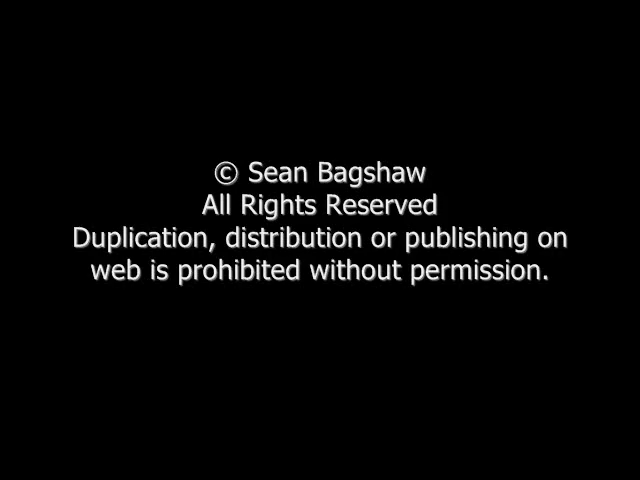 © Sean Bagshaw
All Rights Reserved
Duplication, distribution or publishing on
web is prohibited without permission.